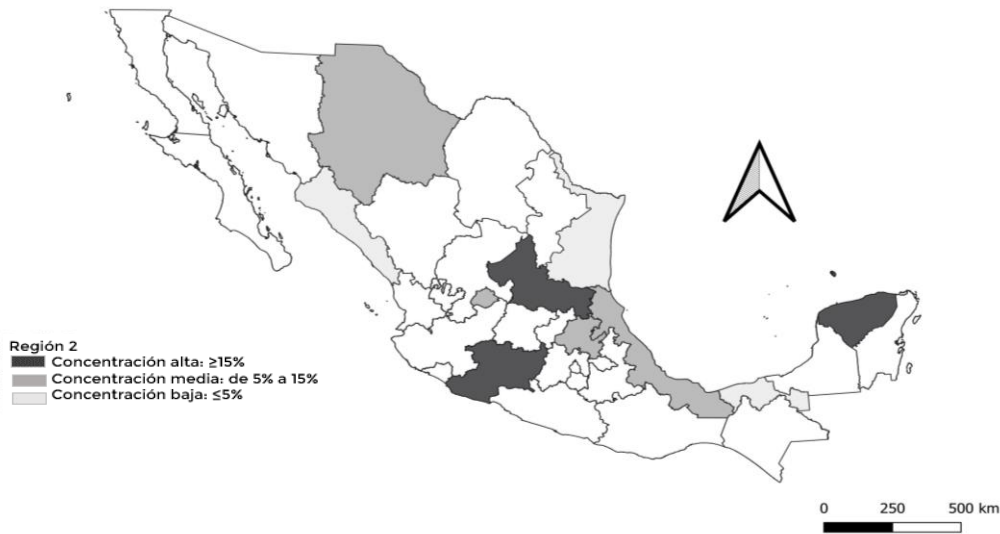 Región 2
Concentración alta: ≥15%
Concentración media: de 5% a 15%
Concentración baja: ≤5%
0 250 500 km